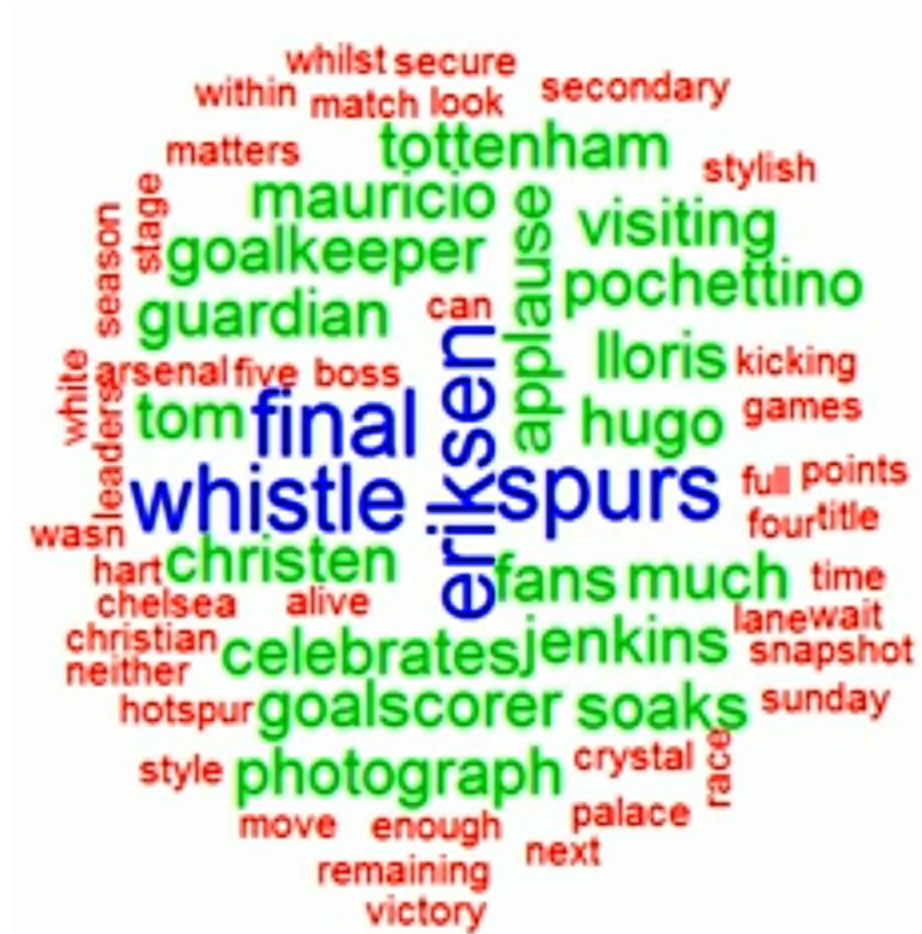 whilst secure
within match look secondary
matters tottenham stylish
mauricio applause visiting
season stage goalkeeper pochettino
guardian can
lloris kicking
white arsenal five boss
leaders tom final eriksen hugo games
whistle spurs full points
four title
wasn
hart christen fans much time
chelsea alive lane wait
christian celebrates jenkins snapshot
neither
hotspur goalscorer soaks sunday
style photograph crystal race
move enough palace
next
remaining
victory